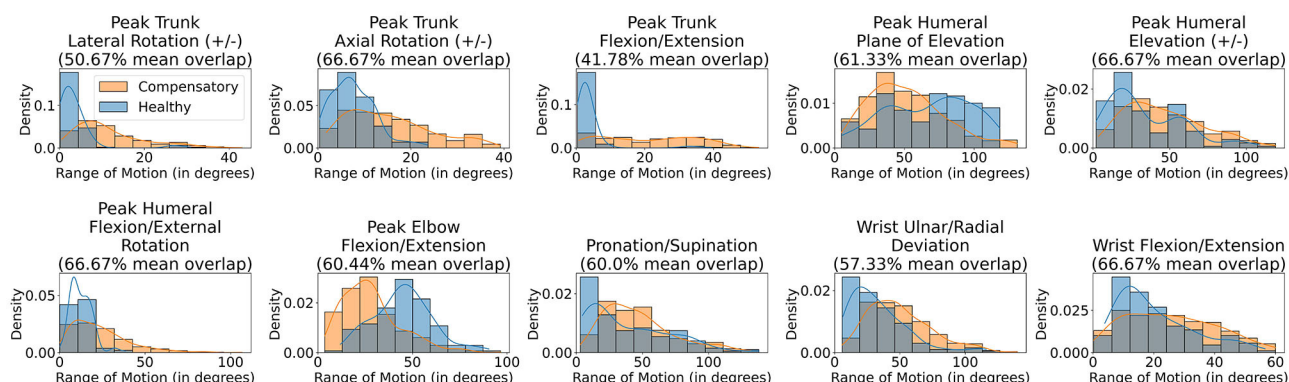 Peak Trunk
Lateral Rotation (+/-)
(50.67% mean overlap)
Density
0.1
0.0
0
20
40
Range of Motion (in degrees)
Compensatory
Healthy
Peak Trunk
Axial Rotation (+/-)
(66.67% mean overlap)
Density
0.05
0.00
0
20
40
Range of Motion (in degrees)
Peak Trunk
Flexion/Extension
(41.78% mean overlap)
Density
0.1
0.0
0
20
40
Range of Motion (in degrees)
Peak Humeral
Plane of Elevation
(61.33% mean overlap)
Density
0.01
0.00
0
50
100
Range of Motion (in degrees)
Peak Humeral
Elevation (+/-)
(66.67% mean overlap)
Density
0.02
0.00
0
50
100
Range of Motion (in degrees)
Peak Humeral
Flexion/External
Rotation
(66.67% mean overlap)
Density
0.05
0.00
0
50
100
Range of Motion (in degrees)
Peak Elbow
Flexion/Extension
(60.44% mean overlap)
Density
0.02
0.00
0
50
100
Range of Motion (in degrees)
Pronation/Supination
(60.0% mean overlap)
Density
0.02
0.00
0
50
100
Range of Motion (in degrees)
Wrist Ulnar/Radial
Deviation
(57.33% mean overlap)
Density
0.02
0.00
0
50
100
Range of Motion (in degrees)
Wrist Flexion/Extension
(66.67% mean overlap)
Density
0.025
0.000
0
20
40
60
Range of Motion (in degrees)